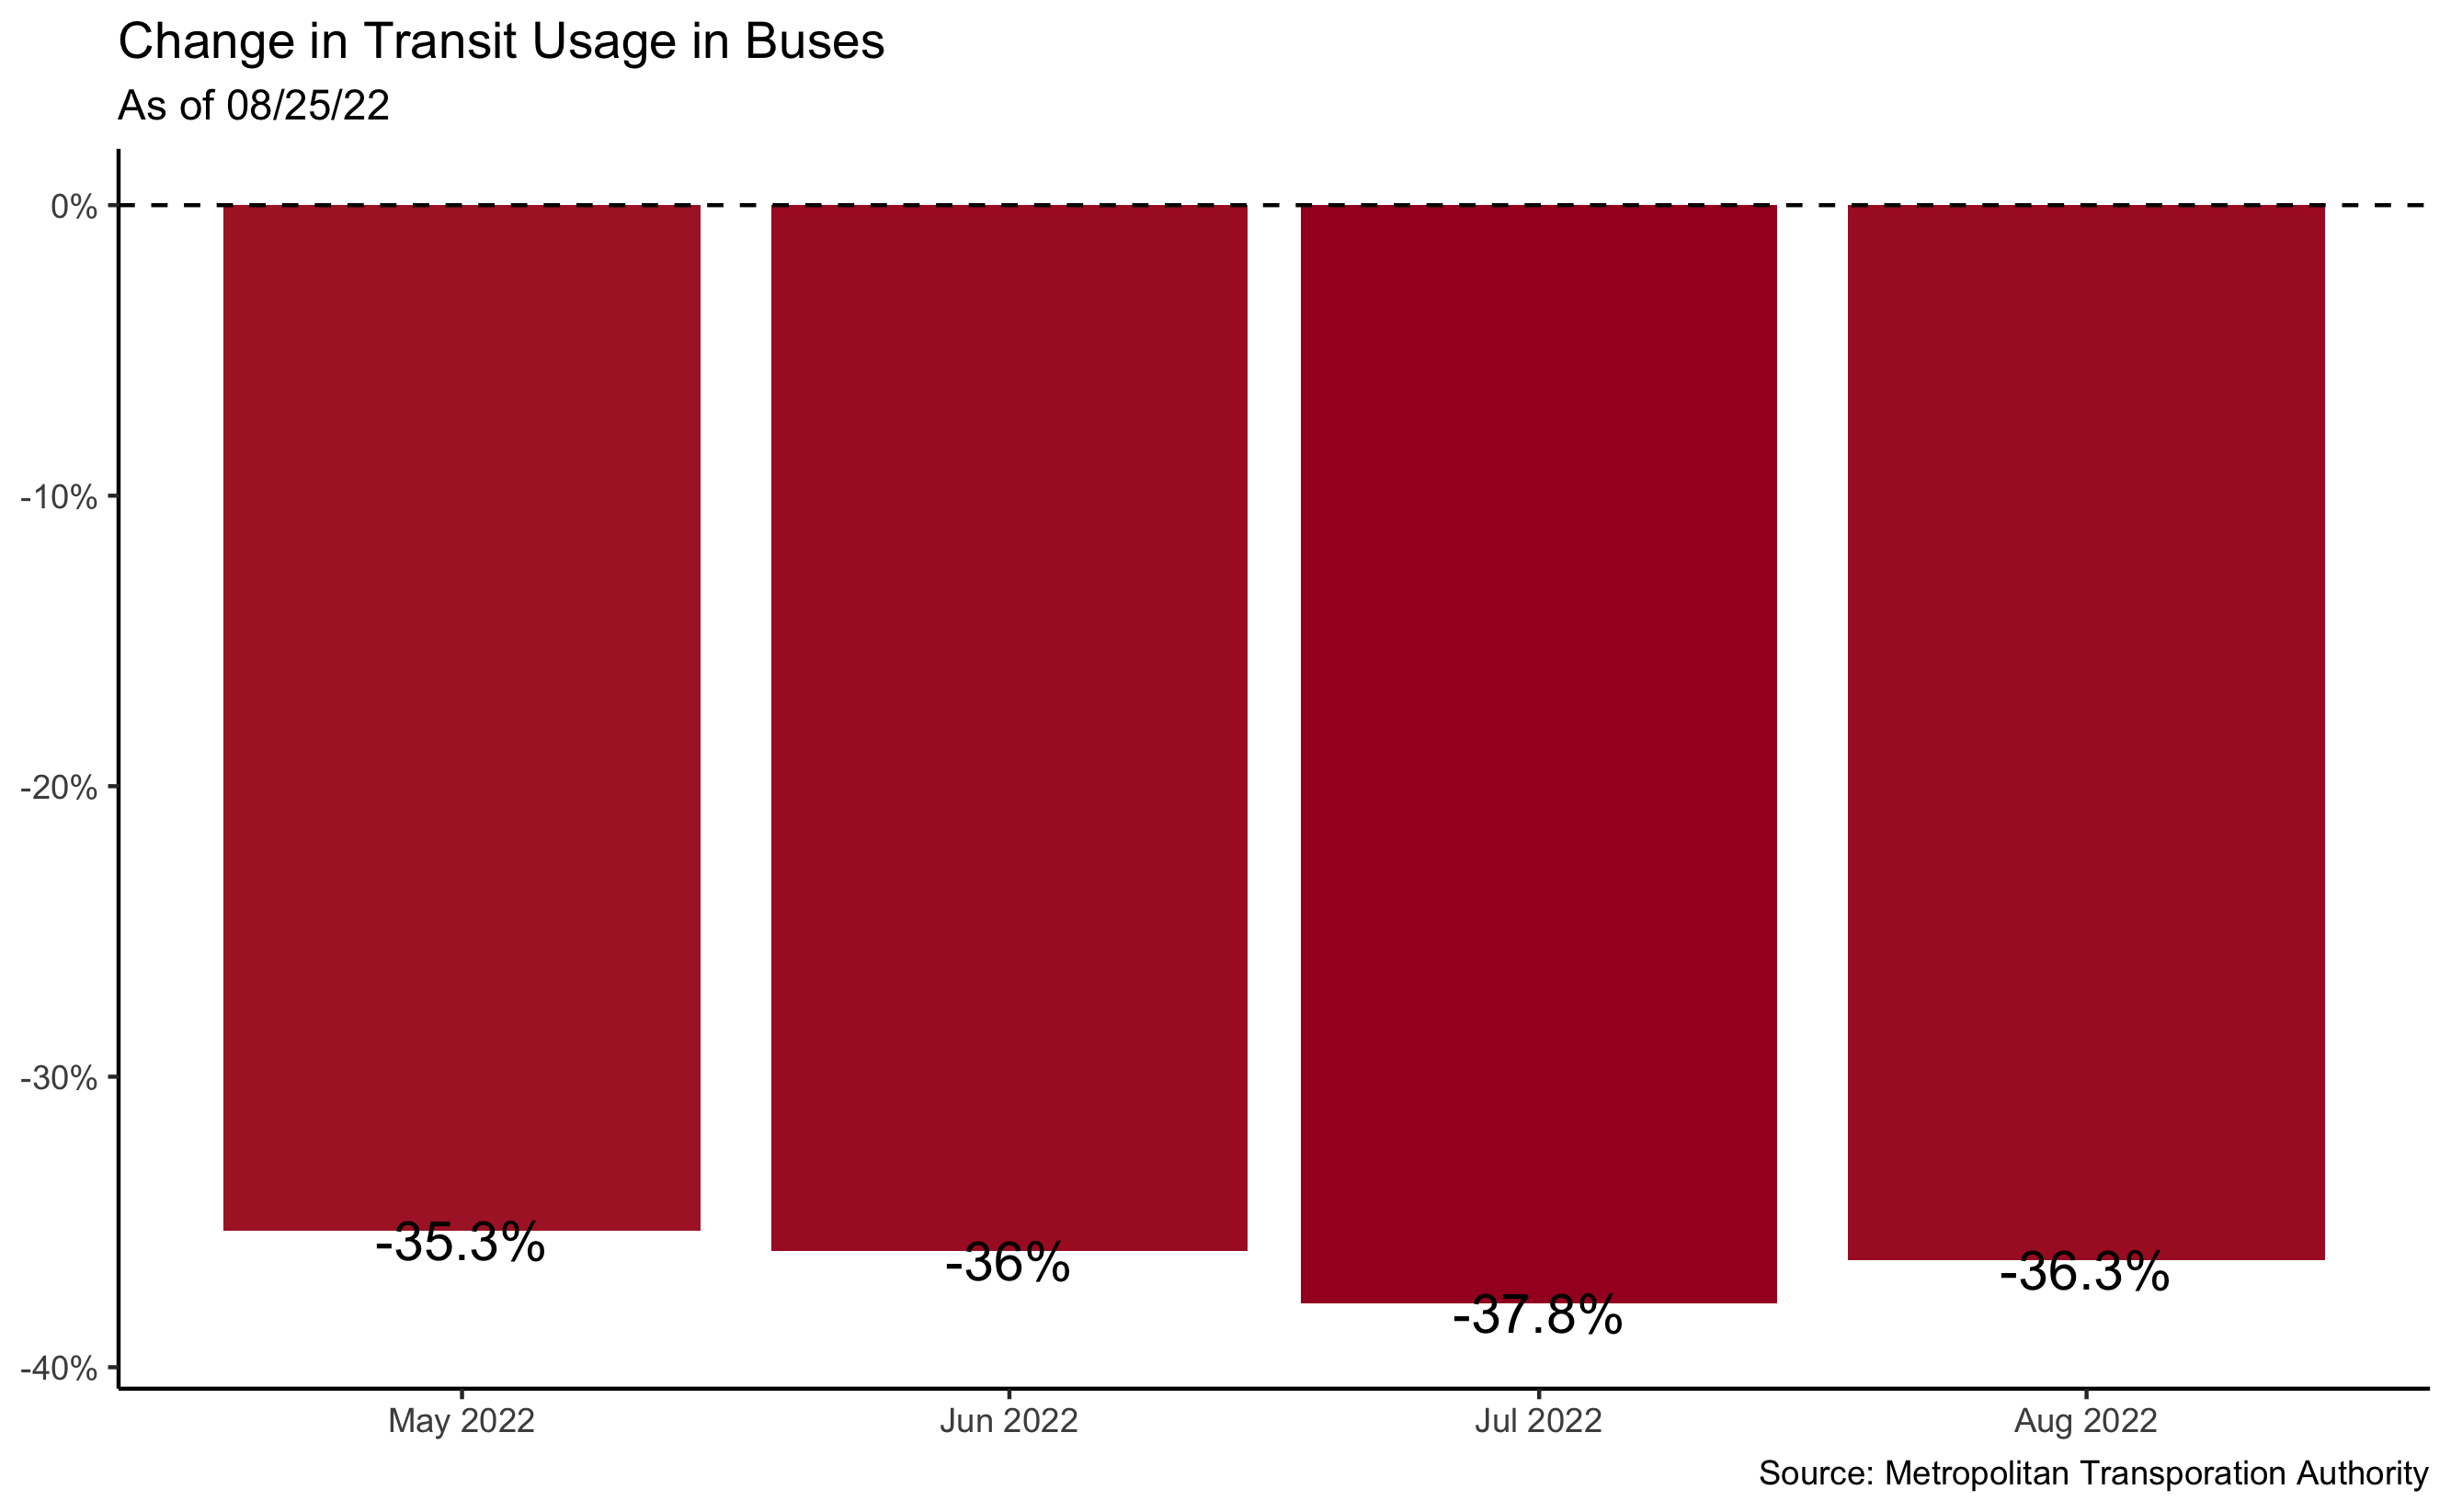 Change in Transit Usage in Buses
As of 08/25/22
0%
-10%
-20%
-30%
-40%
-35.3%
-36%
-37.8%
-36.3%
May 2022
Jun 2022
Jul 2022
Aug 2022
Source: Metropolitan Transporation Authority